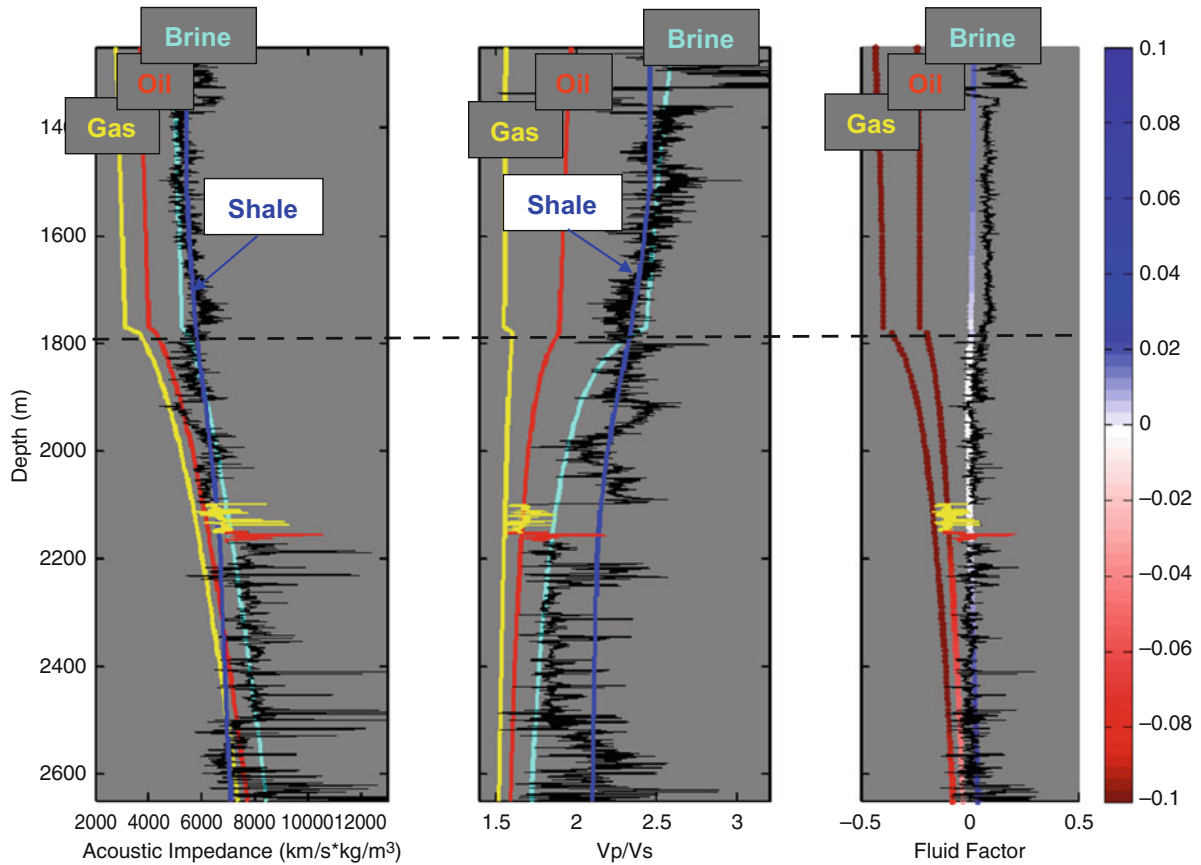 Brine
Oil
Gas
Shale
1400
1600
1800
2000
2200
2400
2600
Depth (m)
2000 4000 6000 8000 10000 12000
Acoustic Impedance (km/s*kg/m³)
Brine
Oil
Gas
Shale
1.5 2 2.5 3
Vp/Vs
Brine
Oil
Gas
−0.5 0 0.5
Fluid Factor
0.1
0.08
0.06
0.04
0.02
0
−0.02
−0.04
−0.06
−0.08
−0.1